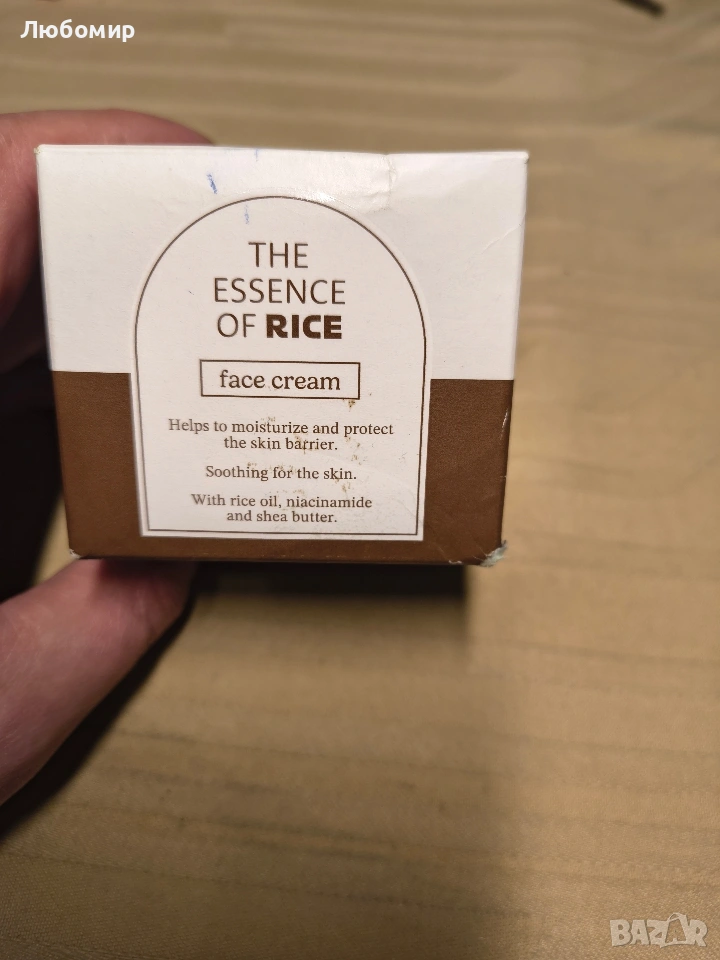 Любомир
THE
ESSENCE
OF RICE
face cream
Helps to moisturize and protect
the skin barrier.
Soothing for the skin.
With rice oil, niacinamide
and shea butter.
BAZAR